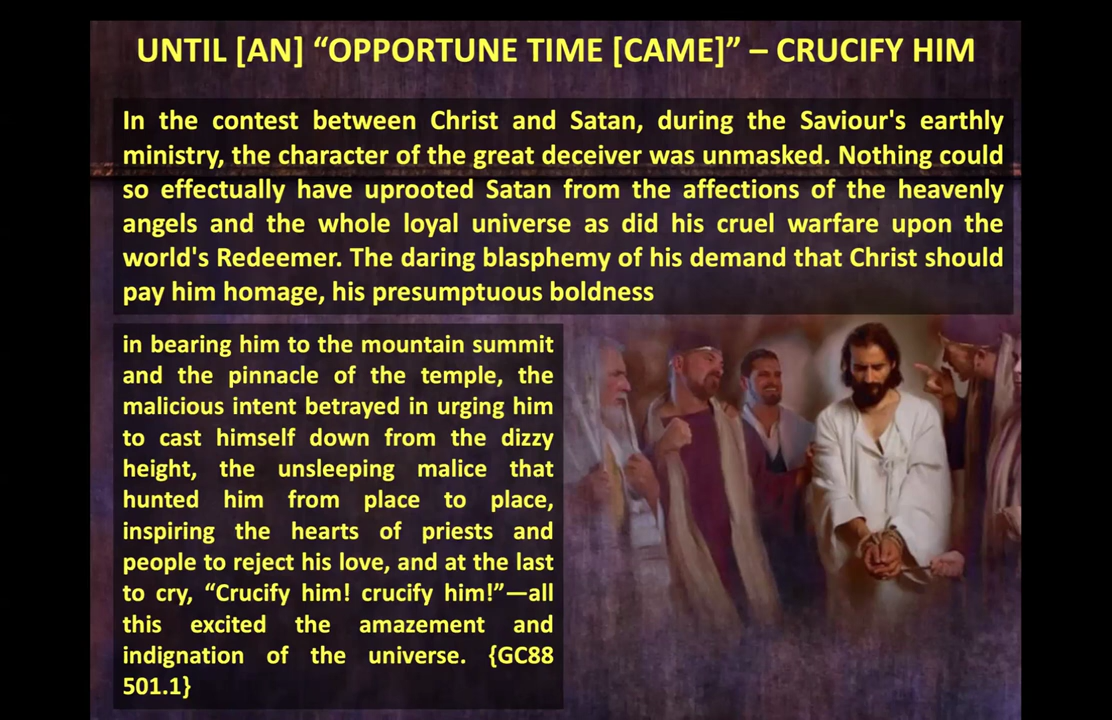 UNTIL [AN] “OPPORTUNE TIME [CAME]” – CRUCIFY HIM
In the contest between Christ and Satan, during the Saviour's earthly
ministry, the character of the great deceiver was unmasked. Nothing could
so effectually have uprooted Satan from the affections of the heavenly
angels and the whole loyal universe as did his cruel warfare upon the
world's Redeemer. The daring blasphemy of his demand that Christ should
pay him homage, his presumptuous boldness
in bearing him to the mountain summit
and the pinnacle of the temple, the
malicious intent betrayed in urging him
to cast himself down from the dizzy
height, the unsleeping malice that
hunted him from place to place,
inspiring the hearts of priests and
people to reject his love, and at the last
to cry, “Crucify him! crucify him!”—all
this excited the amazement and
indignation of the universe. {GC88
501.1}